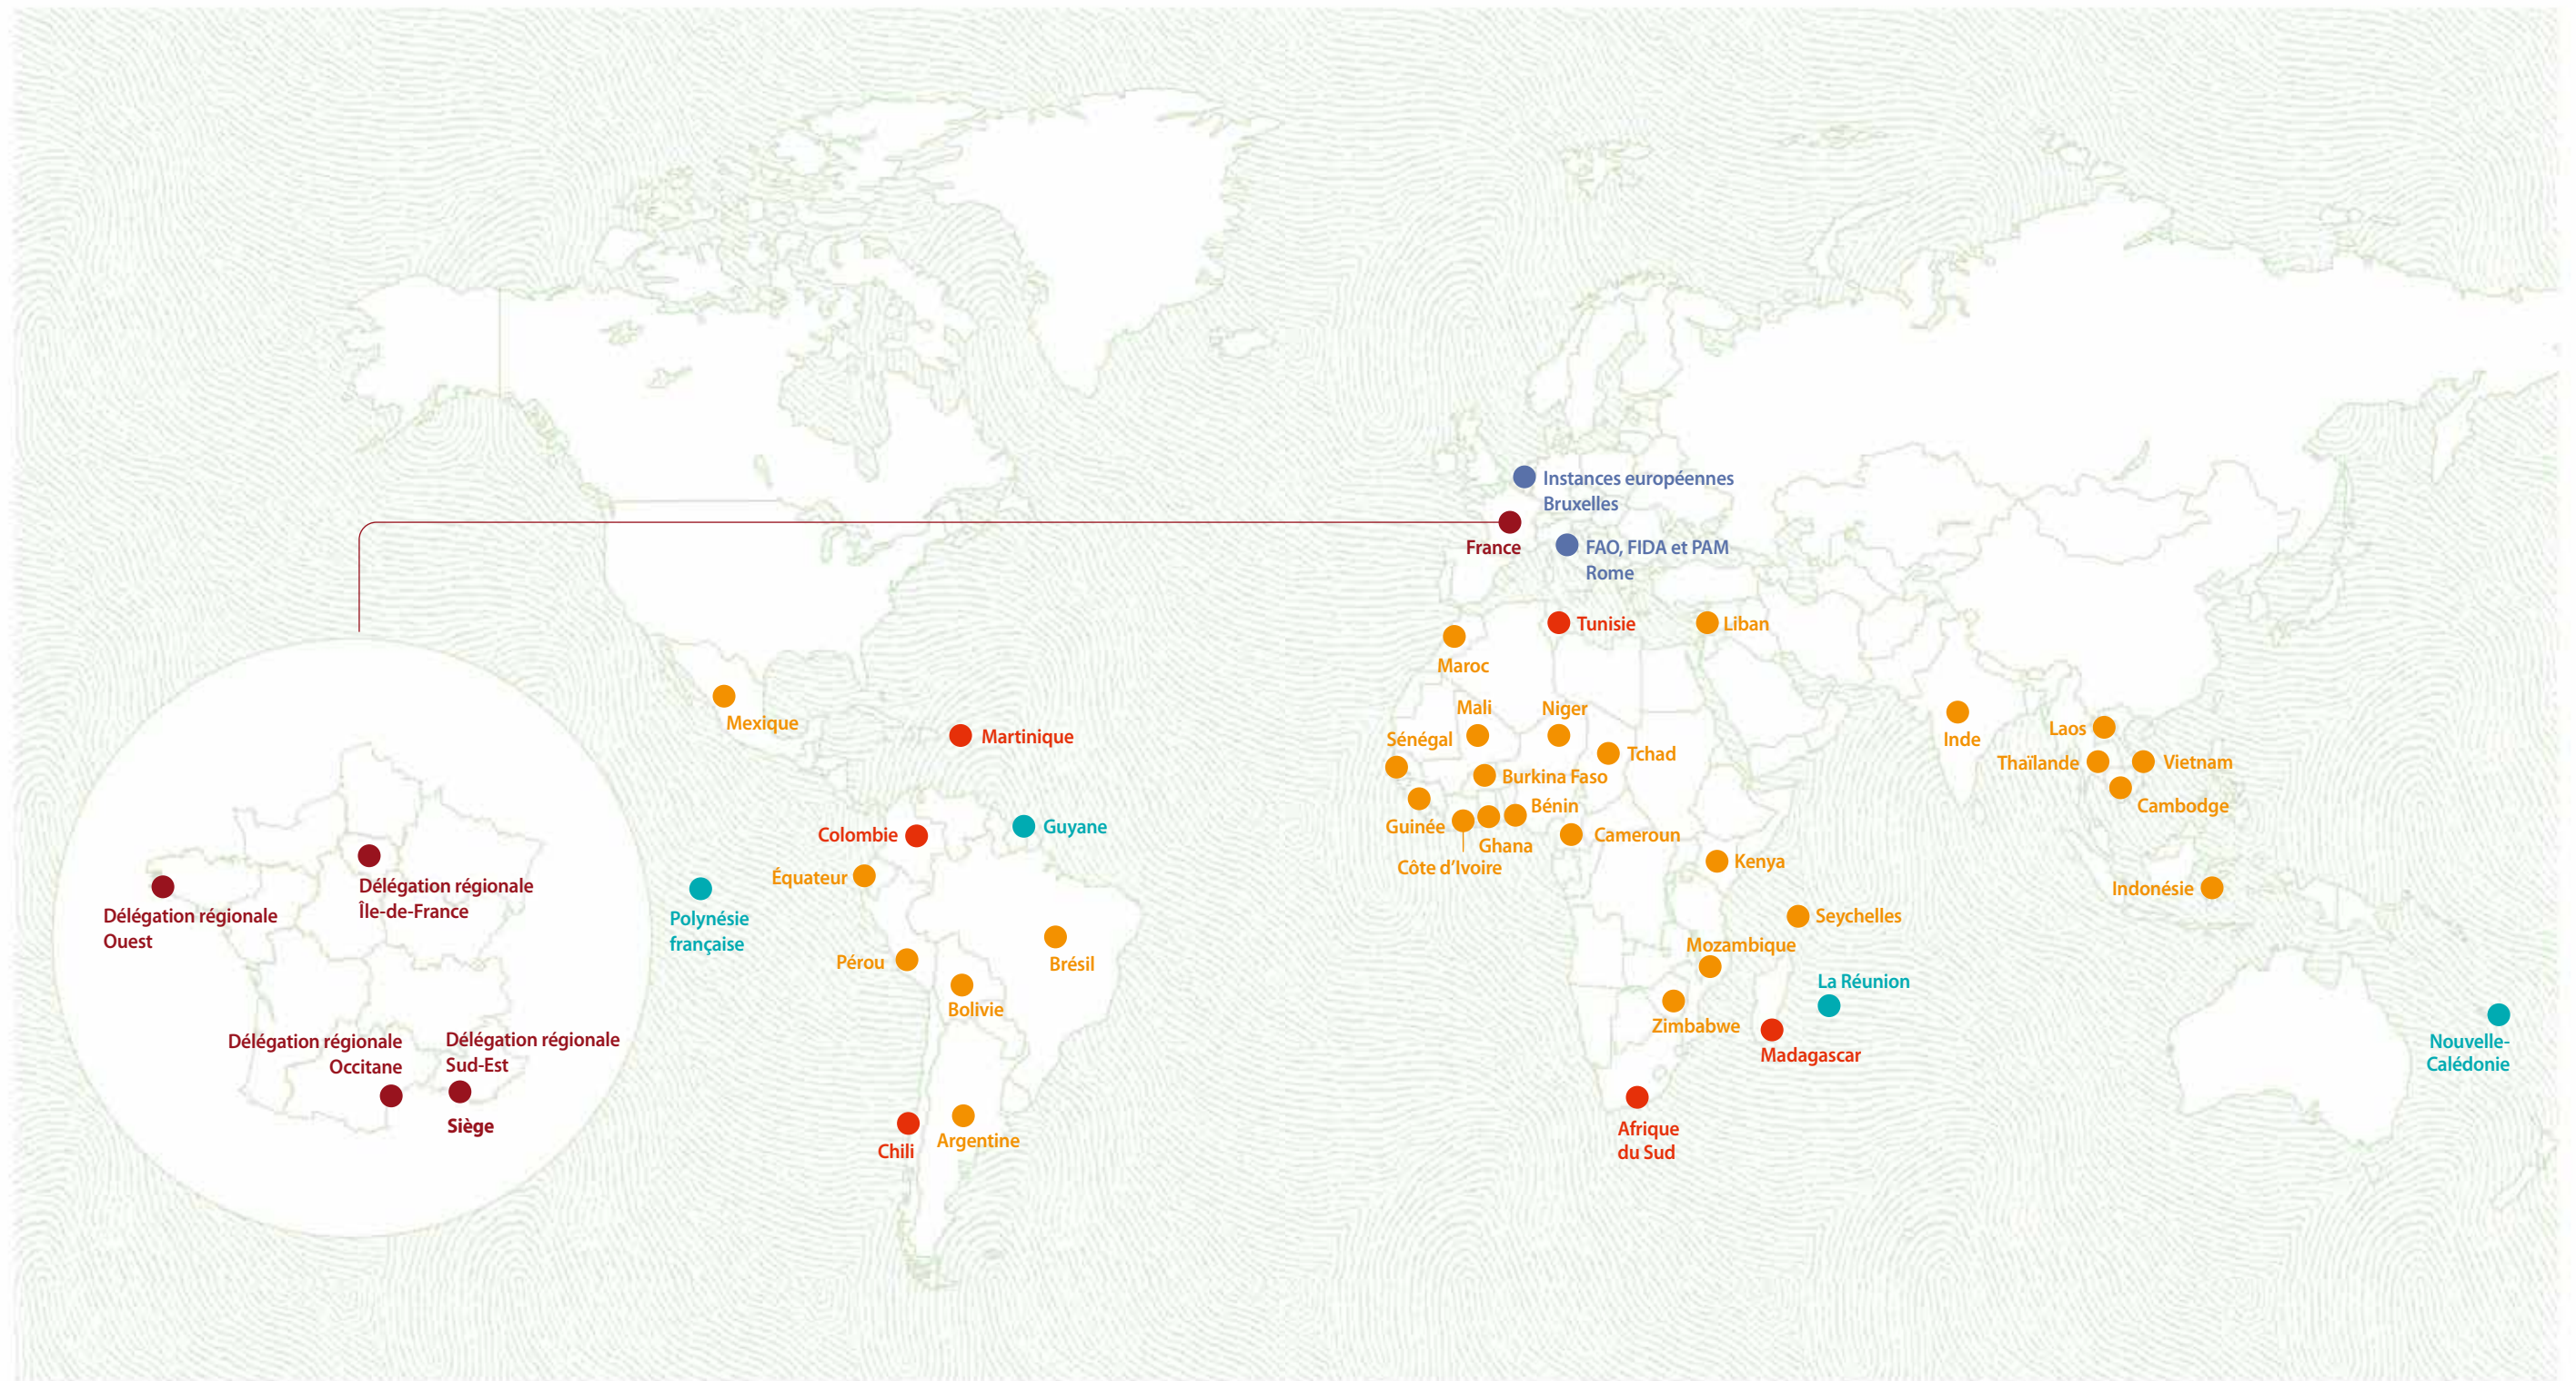 Instances européennes
Bruxelles
France
FAO, FIDA et PAM
Rome
Tunisie
Liban
Maroc
Mexique
Martinique
Mali
Niger
Sénégal
Tchad
Burkina Faso
Inde
Laos
Thaïlande
Vietnam
Cambodge
Bénin
Guinée
Ghana
Cameroun
Côte d’Ivoire
Colombie
Guyane
Équateur
Kenya
Indonésie
Délégation régionale
Île-de-France
Délégation régionale
Ouest
Polynésie
française
Seychelles
Mozambique
Pérou
Brésil
Bolivie
La Réunion
Zimbabwe
Madagascar
Nouvelle-
Calédonie
Délégation régionale
Occitane
Délégation régionale
Sud-Est
Siège
Chili
Argentine
Afrique
du Sud